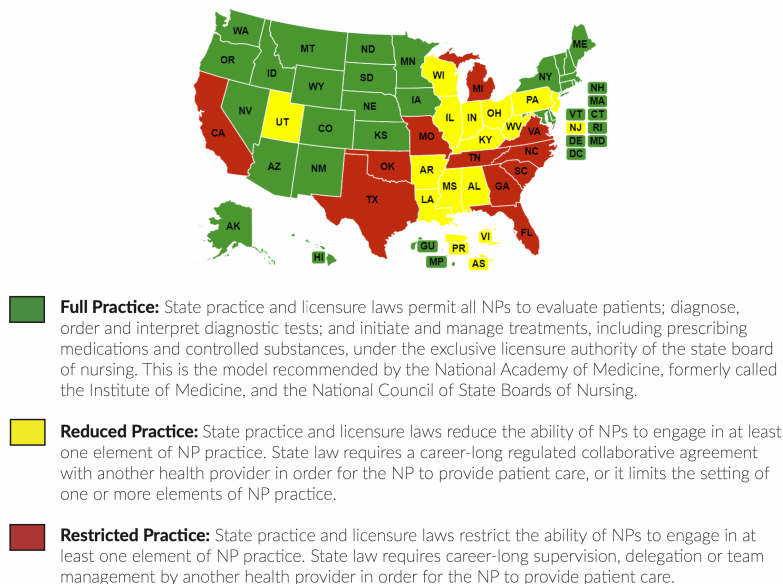 WA
MT
ND
MN
ME
OR
ID
SD
WI
NY
WY
MI
NH
IA
PA
MA
NE
NV
IL
IN
OH
VT
CT
UT
CO
WV
NJ
RI
CA
KS
MO
KY
VA
DE
MD
NC
DC
TN
AZ
NM
OK
AR
SC
MS
AL
GA
TX
LA
AK
FL
VI
GU
PR
HI
MP
AS
Full Practice: State practice and licensure laws permit all NPs to evaluate patients; diagnose,
order and interpret diagnostic tests; and initiate and manage treatments, including prescribing
medications and controlled substances, under the exclusive licensure authority of the state board
of nursing. This is the model recommended by the National Academy of Medicine, formerly called
the Institute of Medicine, and the National Council of State Boards of Nursing.
Reduced Practice: State practice and licensure laws reduce the ability of NPs to engage in at least
one element of NP practice. State law requires a career-long regulated collaborative agreement
with another health provider in order for the NP to provide patient care, or it limits the setting of
one or more elements of NP practice.
Restricted Practice: State practice and licensure laws restrict the ability of NPs to engage in at
least one element of NP practice. State law requires career-long supervision, delegation or team
management by another health provider in order for the NP to provide patient care.